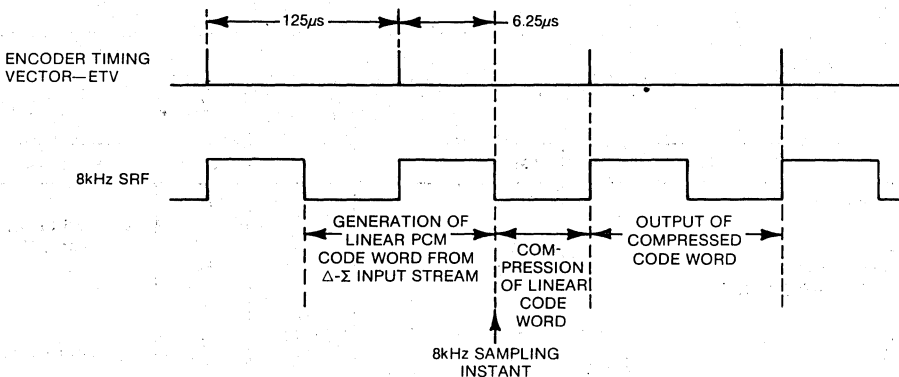 125µs
6.25µs
ENCODER TIMING
VECTOR—ETV
8kHz SRF
GENERATION OF
LINEAR PCM
CODE WORD FROM
Δ-Σ INPUT STREAM
COM-
PRESSION
OF LINEAR
CODE
WORD
OUTPUT OF
COMPRESSED
CODE WORD
8kHz SAMPLING
INSTANT